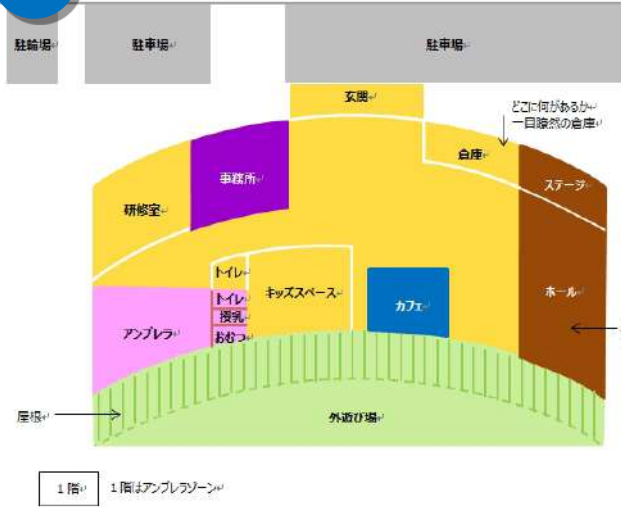 駐輪場
駐車場
駐車場
玄関
どこに何があるか
一目瞭然の倉庫
倉庫
事務所
ステージ
研修室
トイレ
キッズスペース
トイレ
授乳
おむつ
カフェ
ホール
アンブレラ
屋根
外遊び場
1階
1階はアンブレラゾーン